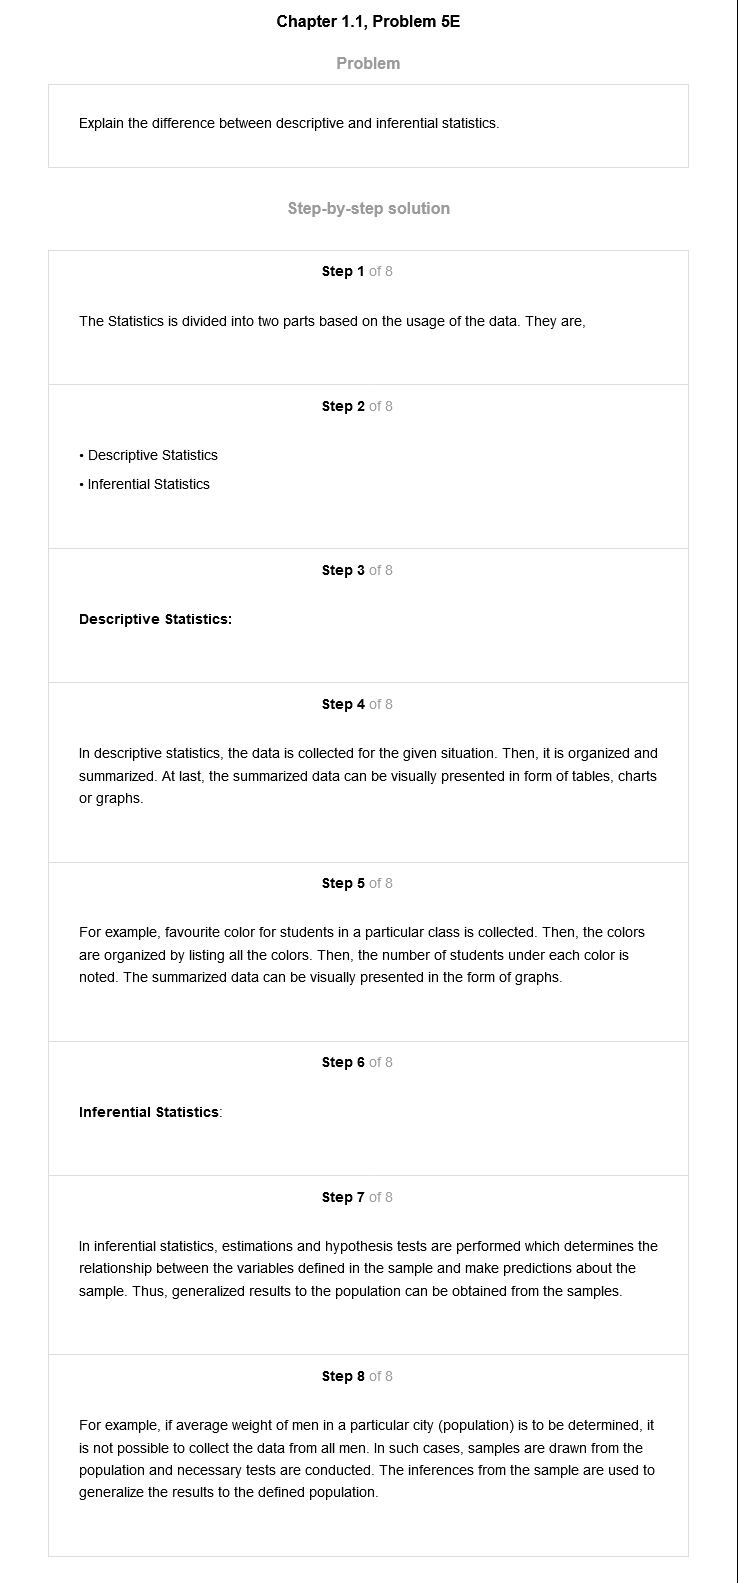 Chapter 1.1, Problem 5E
Problem
Explain the difference between descriptive and inferential statistics.
Step-by-step solution
Step 1 of 8
The Statistics is divided into two parts based on the usage of the data. They are,
Step 2 of 8
• Descriptive Statistics
• Inferential Statistics
Step 3 of 8
Descriptive Statistics:
Step 4 of 8
In descriptive statistics, the data is collected for the given situation. Then, it is organized and
summarized. At last, the summarized data can be visually presented in form of tables, charts
or graphs.
Step 5 of 8
For example, favourite color for students in a particular class is collected. Then, the colors
are organized by listing all the colors. Then, the number of students under each color is
noted. The summarized data can be visually presented in the form of graphs.
Step 6 of 8
Inferential Statistics:
Step 7 of 8
In inferential statistics, estimations and hypothesis tests are performed which determines the
relationship between the variables defined in the sample and make predictions about the
sample. Thus, generalized results to the population can be obtained from the samples.
Step 8 of 8
For example, if average weight of men in a particular city (population) is to be determined, it
is not possible to collect the data from all men. In such cases, samples are drawn from the
population and necessary tests are conducted. The inferences from the sample are used to
generalize the results to the defined population.